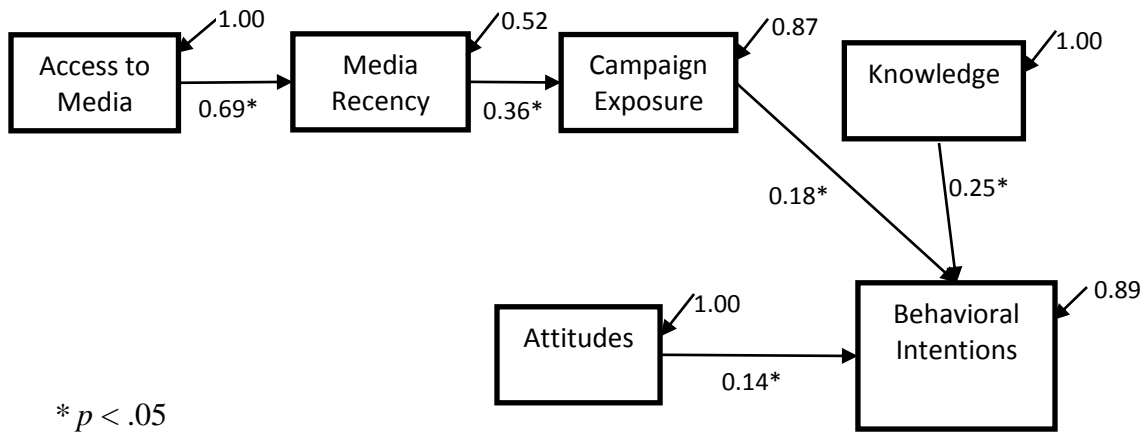 1.00
0.52
0.87
1.00
Access to
Media
Media
Recency
Campaign
Exposure
Knowledge
0.69*
0.36*
0.18*
0.25*
1.00
0.89
Attitudes
Behavioral
Intentions
0.14*
* p < .05